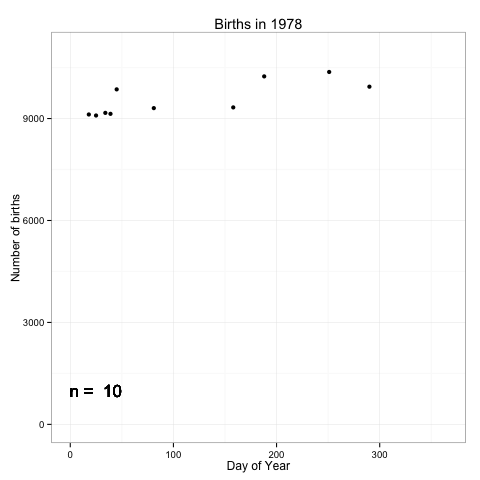 Births in 1978
Number of births
9000
6000
3000
0
n = 10
0 100 200 300
Day of Year